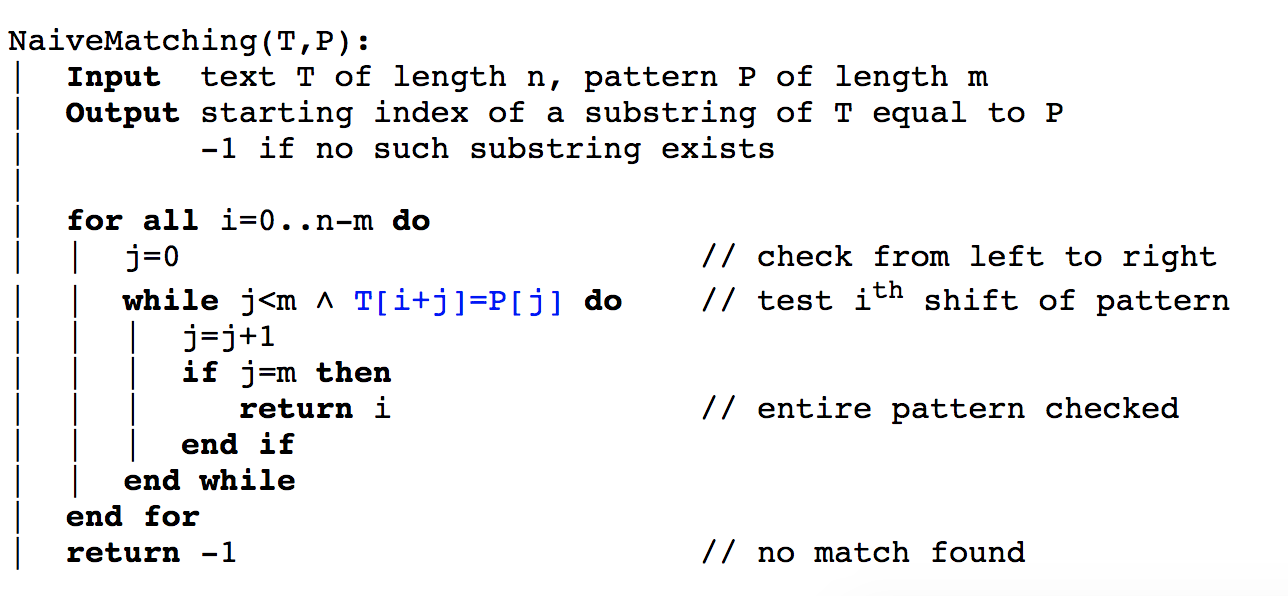 NaiveMatching(T,P):
Input text T of length n, pattern P of length m
Output starting index of a substring of T equal to P
-1 if no such substring exists
for all i=0..n-m do
j=0 // check from left to right
while j<m ∧ T[i+j]=P[j] do // test ith shift of pattern
j=j+1
if j=m then
return i // entire pattern checked
end if
end while
end for
return -1 // no match found